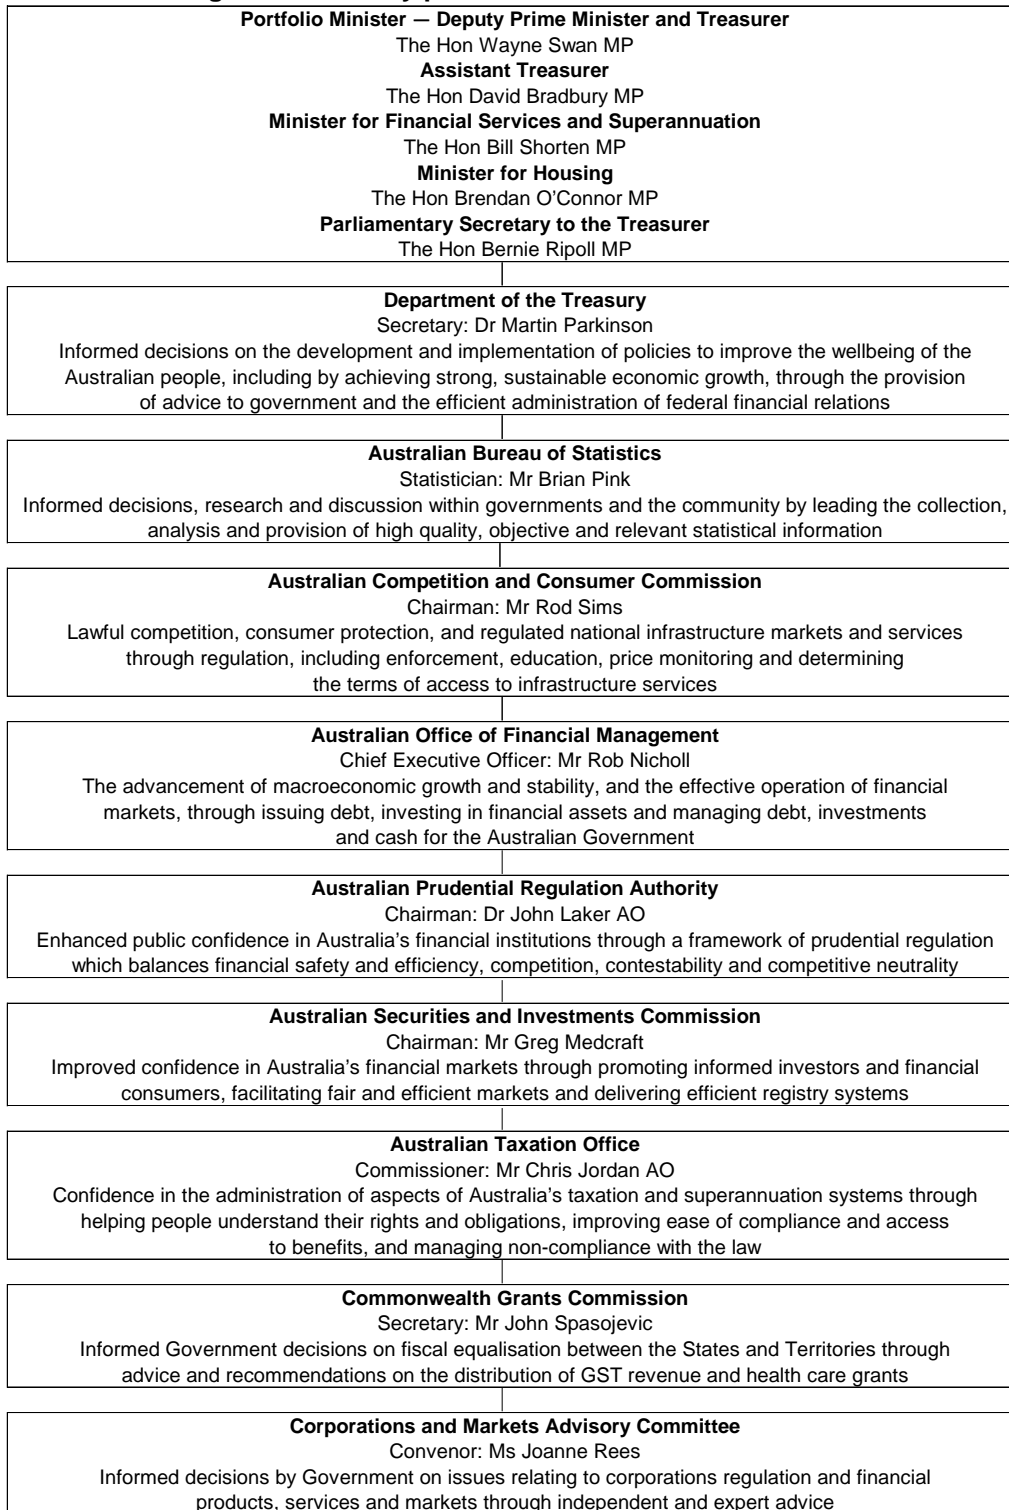 Portfolio Minister — Deputy Prime Minister and Treasurer
The Hon Wayne Swan MP
Assistant Treasurer
The Hon David Bradbury MP
Minister for Financial Services and Superannuation
The Hon Bill Shorten MP
Minister for Housing
The Hon Brendan O’Connor MP
Parliamentary Secretary to the Treasurer
The Hon Bernie Ripoll MP
Department of the Treasury
Secretary: Dr Martin Parkinson
Informed decisions on the development and implementation of policies to improve the wellbeing of the
Australian people, including by achieving strong, sustainable economic growth, through the provision
of advice to government and the efficient administration of federal financial relations
Australian Bureau of Statistics
Statistician: Mr Brian Pink
Informed decisions, research and discussion within governments and the community by leading the collection,
analysis and provision of high quality, objective and relevant statistical information
Australian Competition and Consumer Commission
Chairman: Mr Rod Sims
Lawful competition, consumer protection, and regulated national infrastructure markets and services
through regulation, including enforcement, education, price monitoring and determining
the terms of access to infrastructure services
Australian Office of Financial Management
Chief Executive Officer: Mr Rob Nicholl
The advancement of macroeconomic growth and stability, and the effective operation of financial
markets, through issuing debt, investing in financial assets and managing debt, investments
and cash for the Australian Government
Australian Prudential Regulation Authority
Chairman: Dr John Laker AO
Enhanced public confidence in Australia’s financial institutions through a framework of prudential regulation
which balances financial safety and efficiency, competition, contestability and competitive neutrality
Australian Securities and Investments Commission
Chairman: Mr Greg Medcraft
Improved confidence in Australia’s financial markets through promoting informed investors and financial
consumers, facilitating fair and efficient markets and delivering efficient registry systems
Australian Taxation Office
Commissioner: Mr Chris Jordan AO
Confidence in the administration of aspects of Australia’s taxation and superannuation systems through
helping people understand their rights and obligations, improving ease of compliance and access
to benefits, and managing non-compliance with the law
Commonwealth Grants Commission
Secretary: Mr John Spasojevic
Informed Government decisions on fiscal equalisation between the States and Territories through
advice and recommendations on the distribution of GST revenue and health care grants
Corporations and Markets Advisory Committee
Convenor: Ms Joanne Rees
Informed decisions by Government on issues relating to corporations regulation and financial
products, services and markets through independent and expert advice